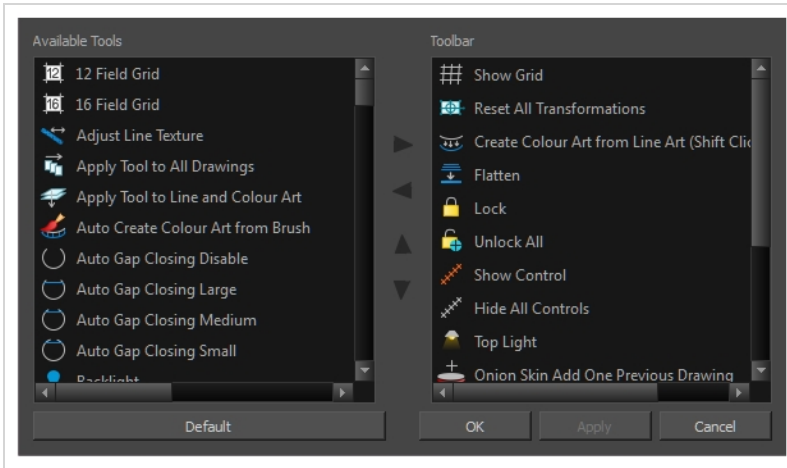 Available Tools
12 12 Field Grid
16 16 Field Grid
Adjust Line Texture
Apply Tool to All Drawings
Apply Tool to Line and Colour Art
Auto Create Colour Art from Brush
Auto Gap Closing Disable
Auto Gap Closing Large
Auto Gap Closing Medium
Auto Gap Closing Small
Backlight
Default
Toolbar
Show Grid
Reset All Transformations
Create Colour Art from Line Art (Shift Clic
Flatten
Lock
Unlock All
Show Control
Hide All Controls
Top Light
Onion Skin Add One Previous Drawing
OK
Apply
Cancel